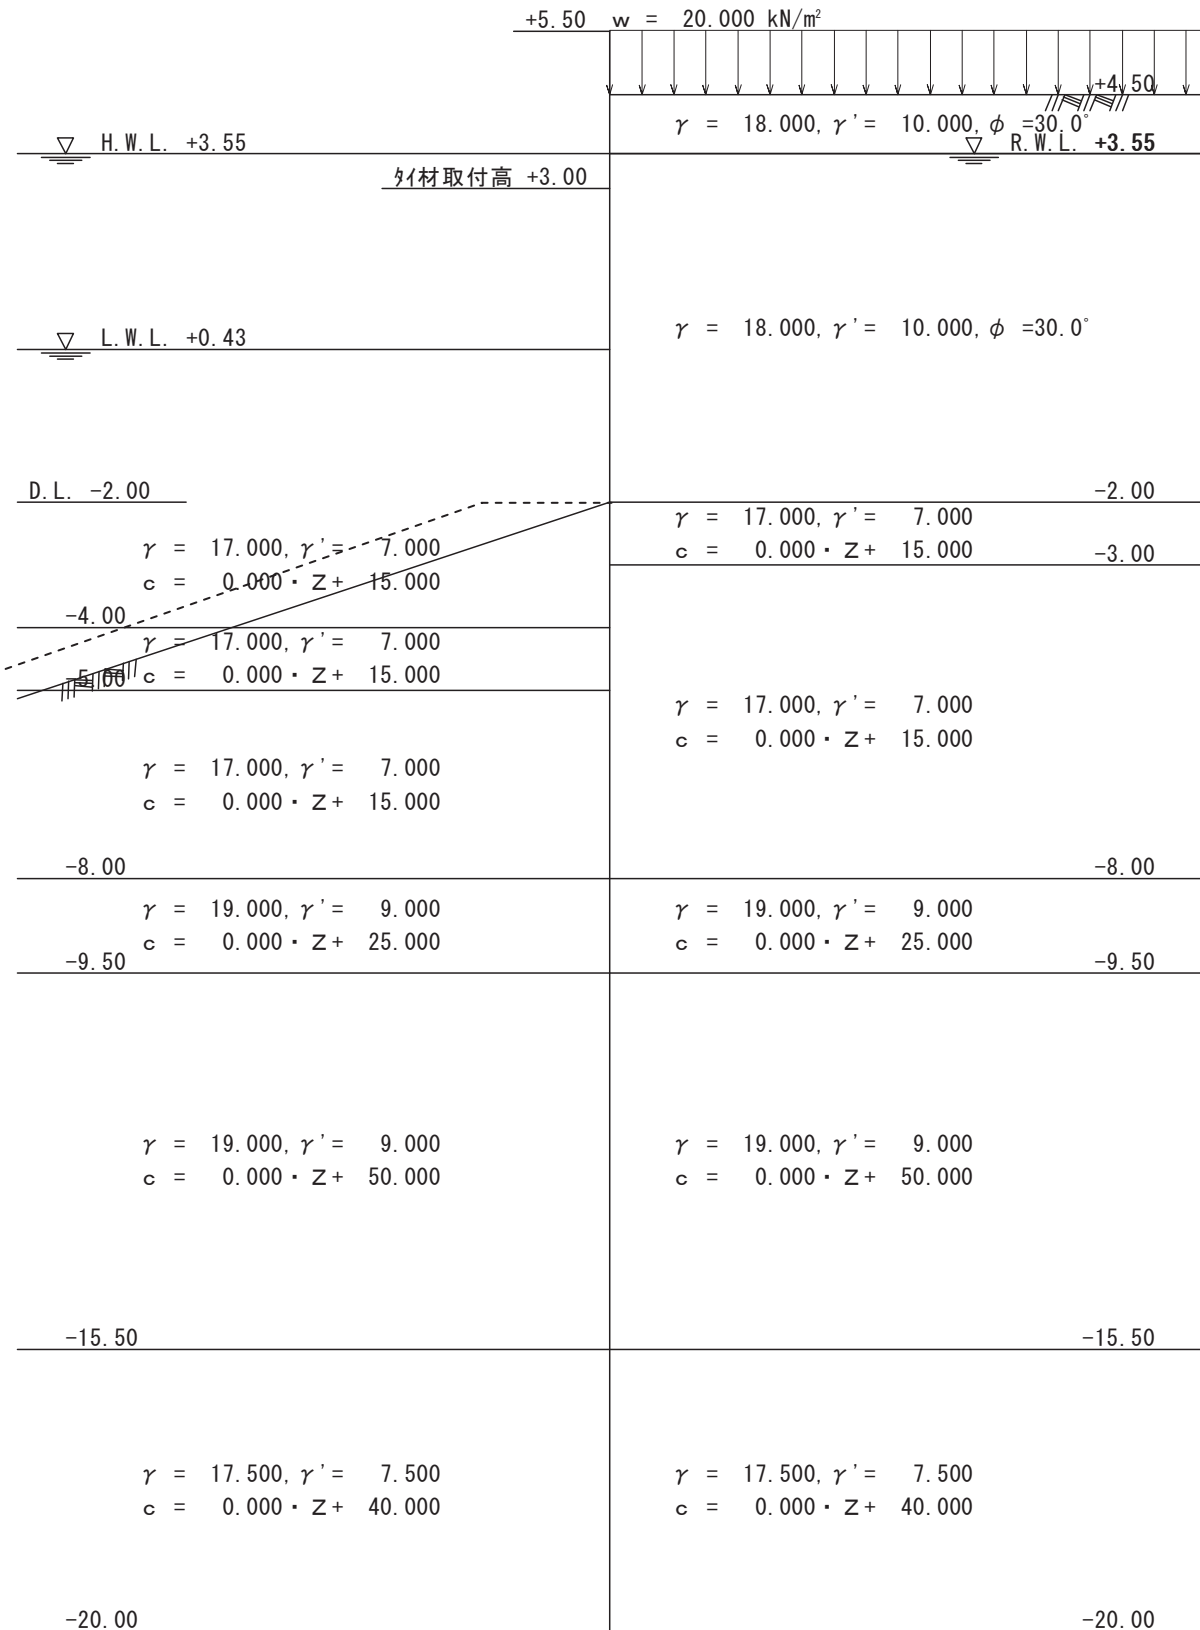 +5.50 w = 20.000 kN/m²
+4.50
γ = 18.000, γ'= 10.000, φ =30.0°
H.W.L. +3.55
R.W.L. +3.55
タイ材取付高 +3.00
γ = 18.000, γ'= 10.000, φ =30.0°
L.W.L. +0.43
D.L. -2.00
-2.00
γ = 17.000, γ'= 7.000
c = 0.000・Z+ 15.000
-3.00
γ = 17.000, γ'= 7.000
c = 0.000・Z+ 15.000
-4.00
γ = 17.000, γ'= 7.000
c = 0.000・Z+ 15.000
-5.00
γ = 17.000, γ'= 7.000
c = 0.000・Z+ 15.000
γ = 17.000, γ'= 7.000
c = 0.000・Z+ 15.000
-8.00
-8.00
γ = 19.000, γ'= 9.000
c = 0.000・Z+ 25.000
γ = 19.000, γ'= 9.000
c = 0.000・Z+ 25.000
-9.50
-9.50
γ = 19.000, γ'= 9.000
c = 0.000・Z+ 50.000
γ = 19.000, γ'= 9.000
c = 0.000・Z+ 50.000
-15.50
-15.50
γ = 17.500, γ'= 7.500
c = 0.000・Z+ 40.000
γ = 17.500, γ'= 7.500
c = 0.000・Z+ 40.000
-20.00
-20.00